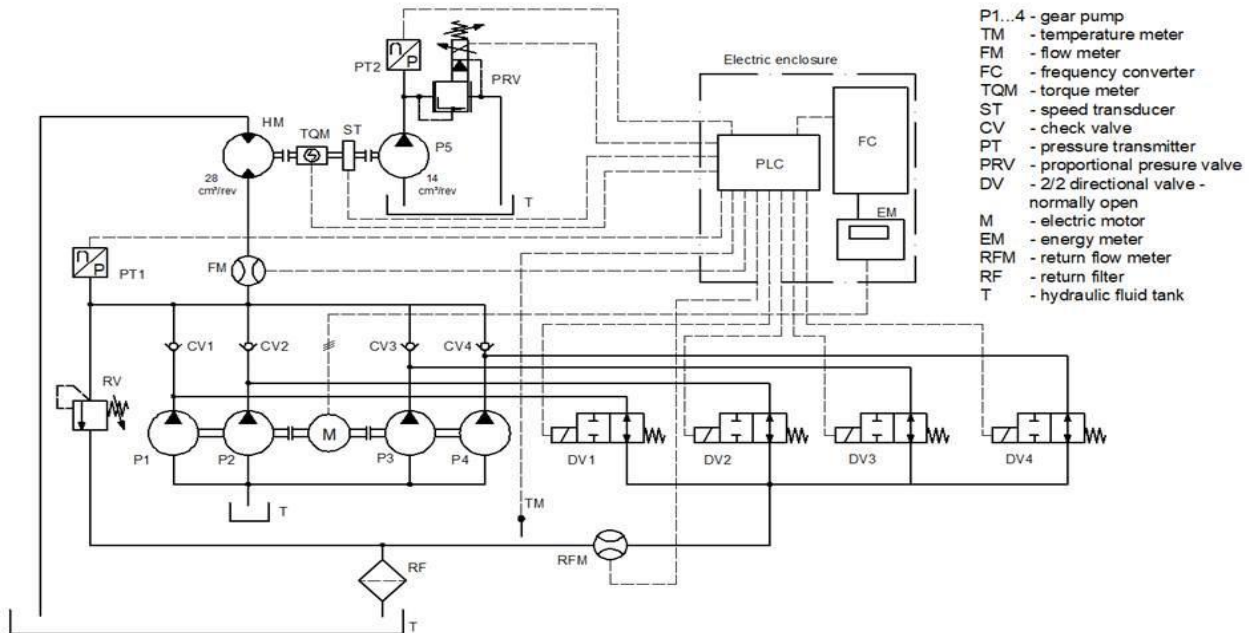 P1...4 - gear pump
TM - temperature meter
FM - flow meter
FC - frequency converter
TQM - torque meter
ST - speed transducer
CV - check valve
PT - pressure transmitter
PRV - proportional presure valve
DV - 2/2 directional valve -
normally open
M - electric motor
EM - energy meter
RFM - return flow meter
RF - return filter
T - hydraulic fluid tank
Electric enclosure
n
P
PT2
PRV
FC
HM
TQM
ST
P5
PLC
28
cm³/rev
14
cm³/rev
T
EM
n
P
PT1
FM
CV1
CV2
CV3
CV4
RV
M
P1
P2
P3
P4
DV1
DV2
DV3
DV4
T
TM
RFM
RF
T